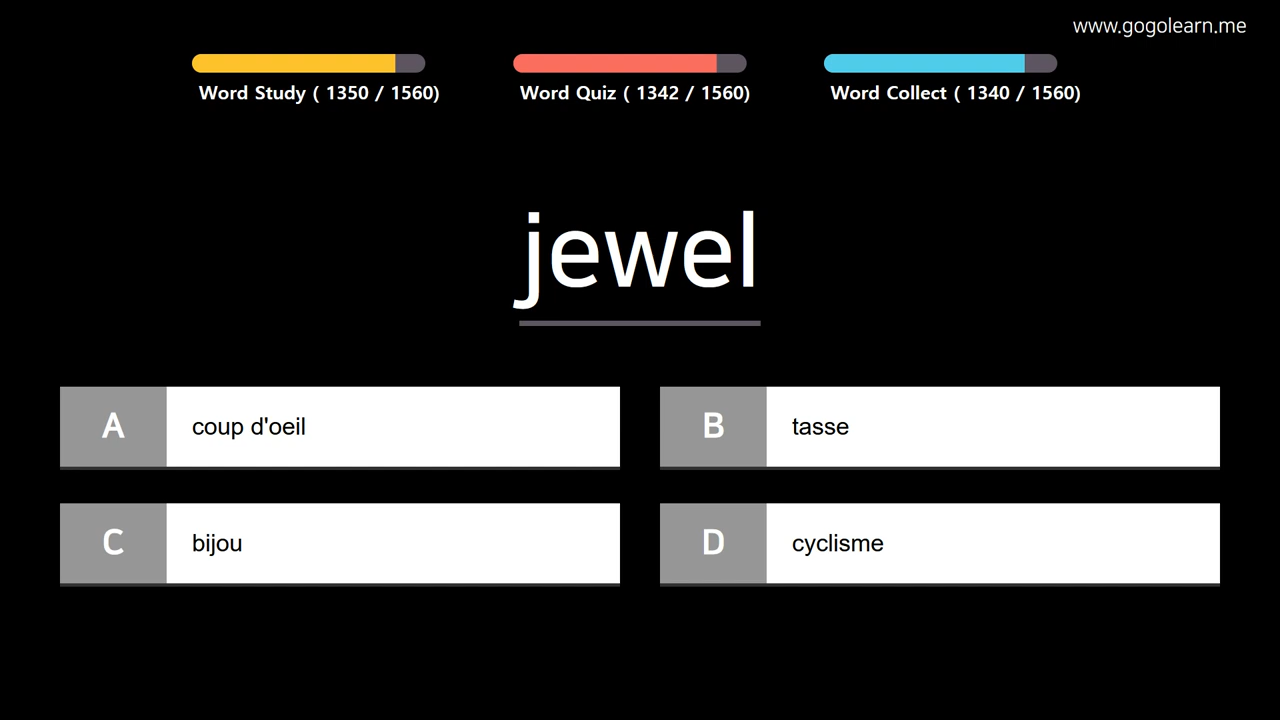 www.gogolearn.me
Word Study ( 1350 / 1560)
Word Quiz ( 1342 / 1560)
Word Collect ( 1340 / 1560)
jewel
A coup d'oeil
B tasse
C bijou
D cyclisme